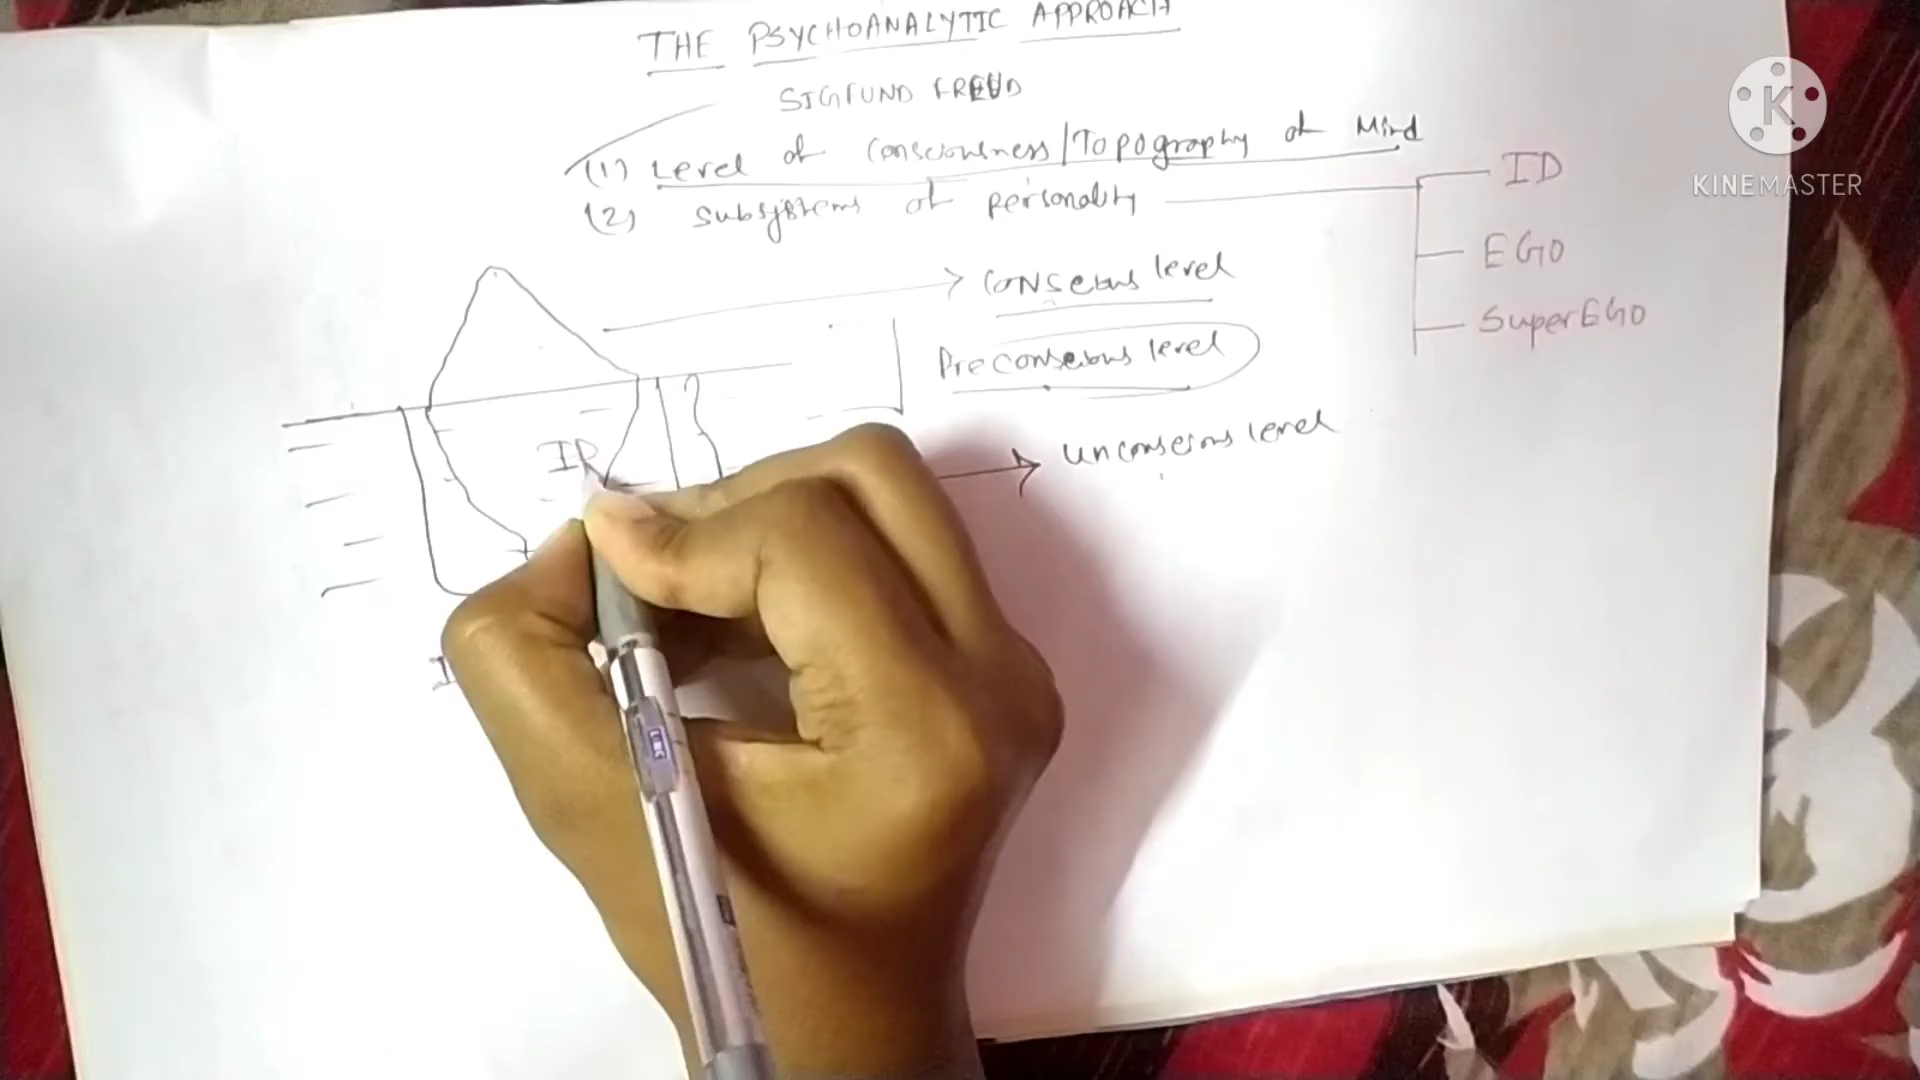 THE PSYCHOANALYTIC APPROACH
SIGFUND FREUD
(1) Level of Consciousness/Topography of Mind
(2) subsystems of personality
ID
EGO
SuperEGO
conscious level
Preconscious level
unconscious level
ID
KINEMASTER